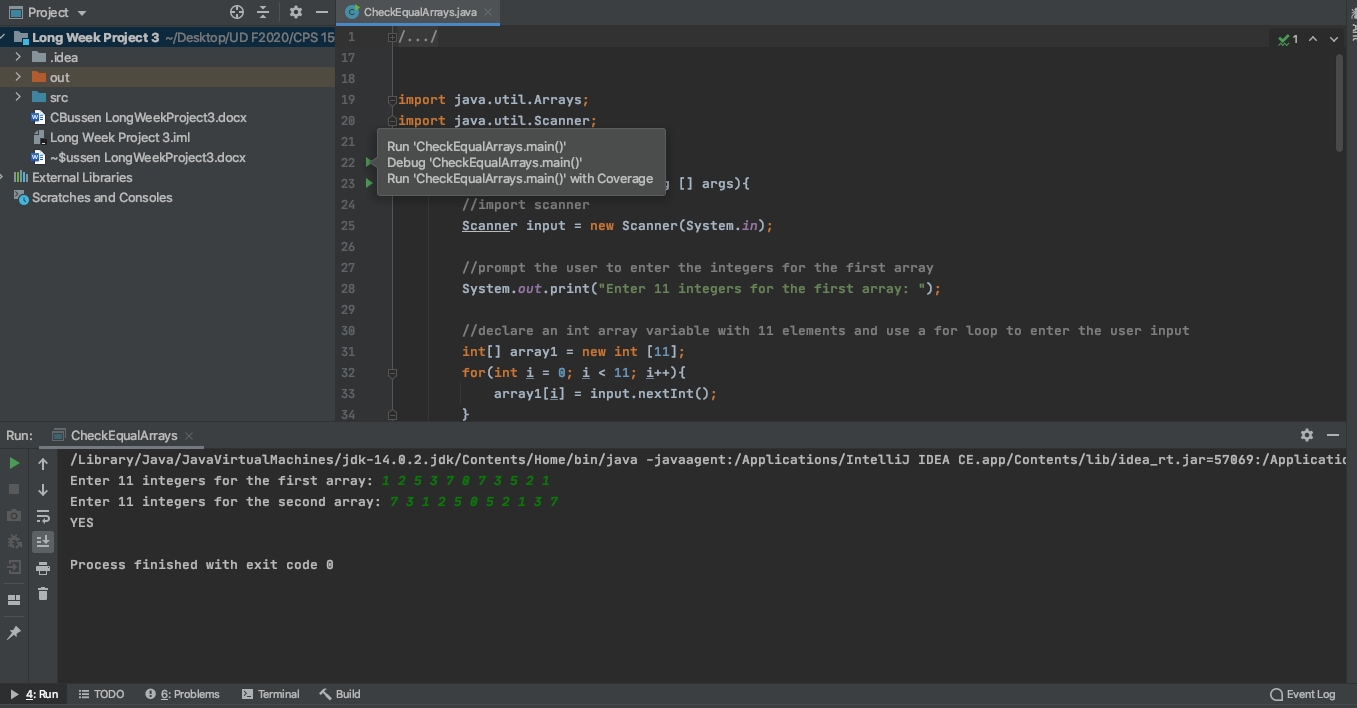 Project
CheckEqualArrays.java
Long Week Project 3 ~/Desktop/UD F2020/CPS 15
.idea
out
src
CBussen LongWeekProject3.docx
Long Week Project 3.iml
~$ussen LongWeekProject3.docx
External Libraries
Scratches and Consoles
1 /.../
1
17
18
19 import java.util.Arrays;
20 import java.util.Scanner;
21
22
Run 'CheckEqualArrays.main()'
Debug 'CheckEqualArrays.main()'
Run 'CheckEqualArrays.main()' with Coverage
23 g [] args){
24 //import scanner
25 Scanner input = new Scanner(System.in);
26
27 //prompt the user to enter the integers for the first array
28 System.out.print("Enter 11 integers for the first array: ");
29
30 //declare an int array variable with 11 elements and use a for loop to enter the user input
31 int[] array1 = new int [11];
32 for(int i = 0; i < 11; i++){
33 array1[i] = input.nextInt();
34 }
Run: CheckEqualArrays
/Library/Java/JavaVirtualMachines/jdk-14.0.2.jdk/Contents/Home/bin/java -javaagent:/Applications/IntelliJ IDEA CE.app/Contents/lib/idea_rt.jar=57069:/Applicatio
Enter 11 integers for the first array: 1 2 5 3 7 0 7 3 5 2 1
Enter 11 integers for the second array: 7 3 1 2 5 0 5 2 1 3 7
YES
Process finished with exit code 0
4: Run TODO 6: Problems Terminal Build Event Log